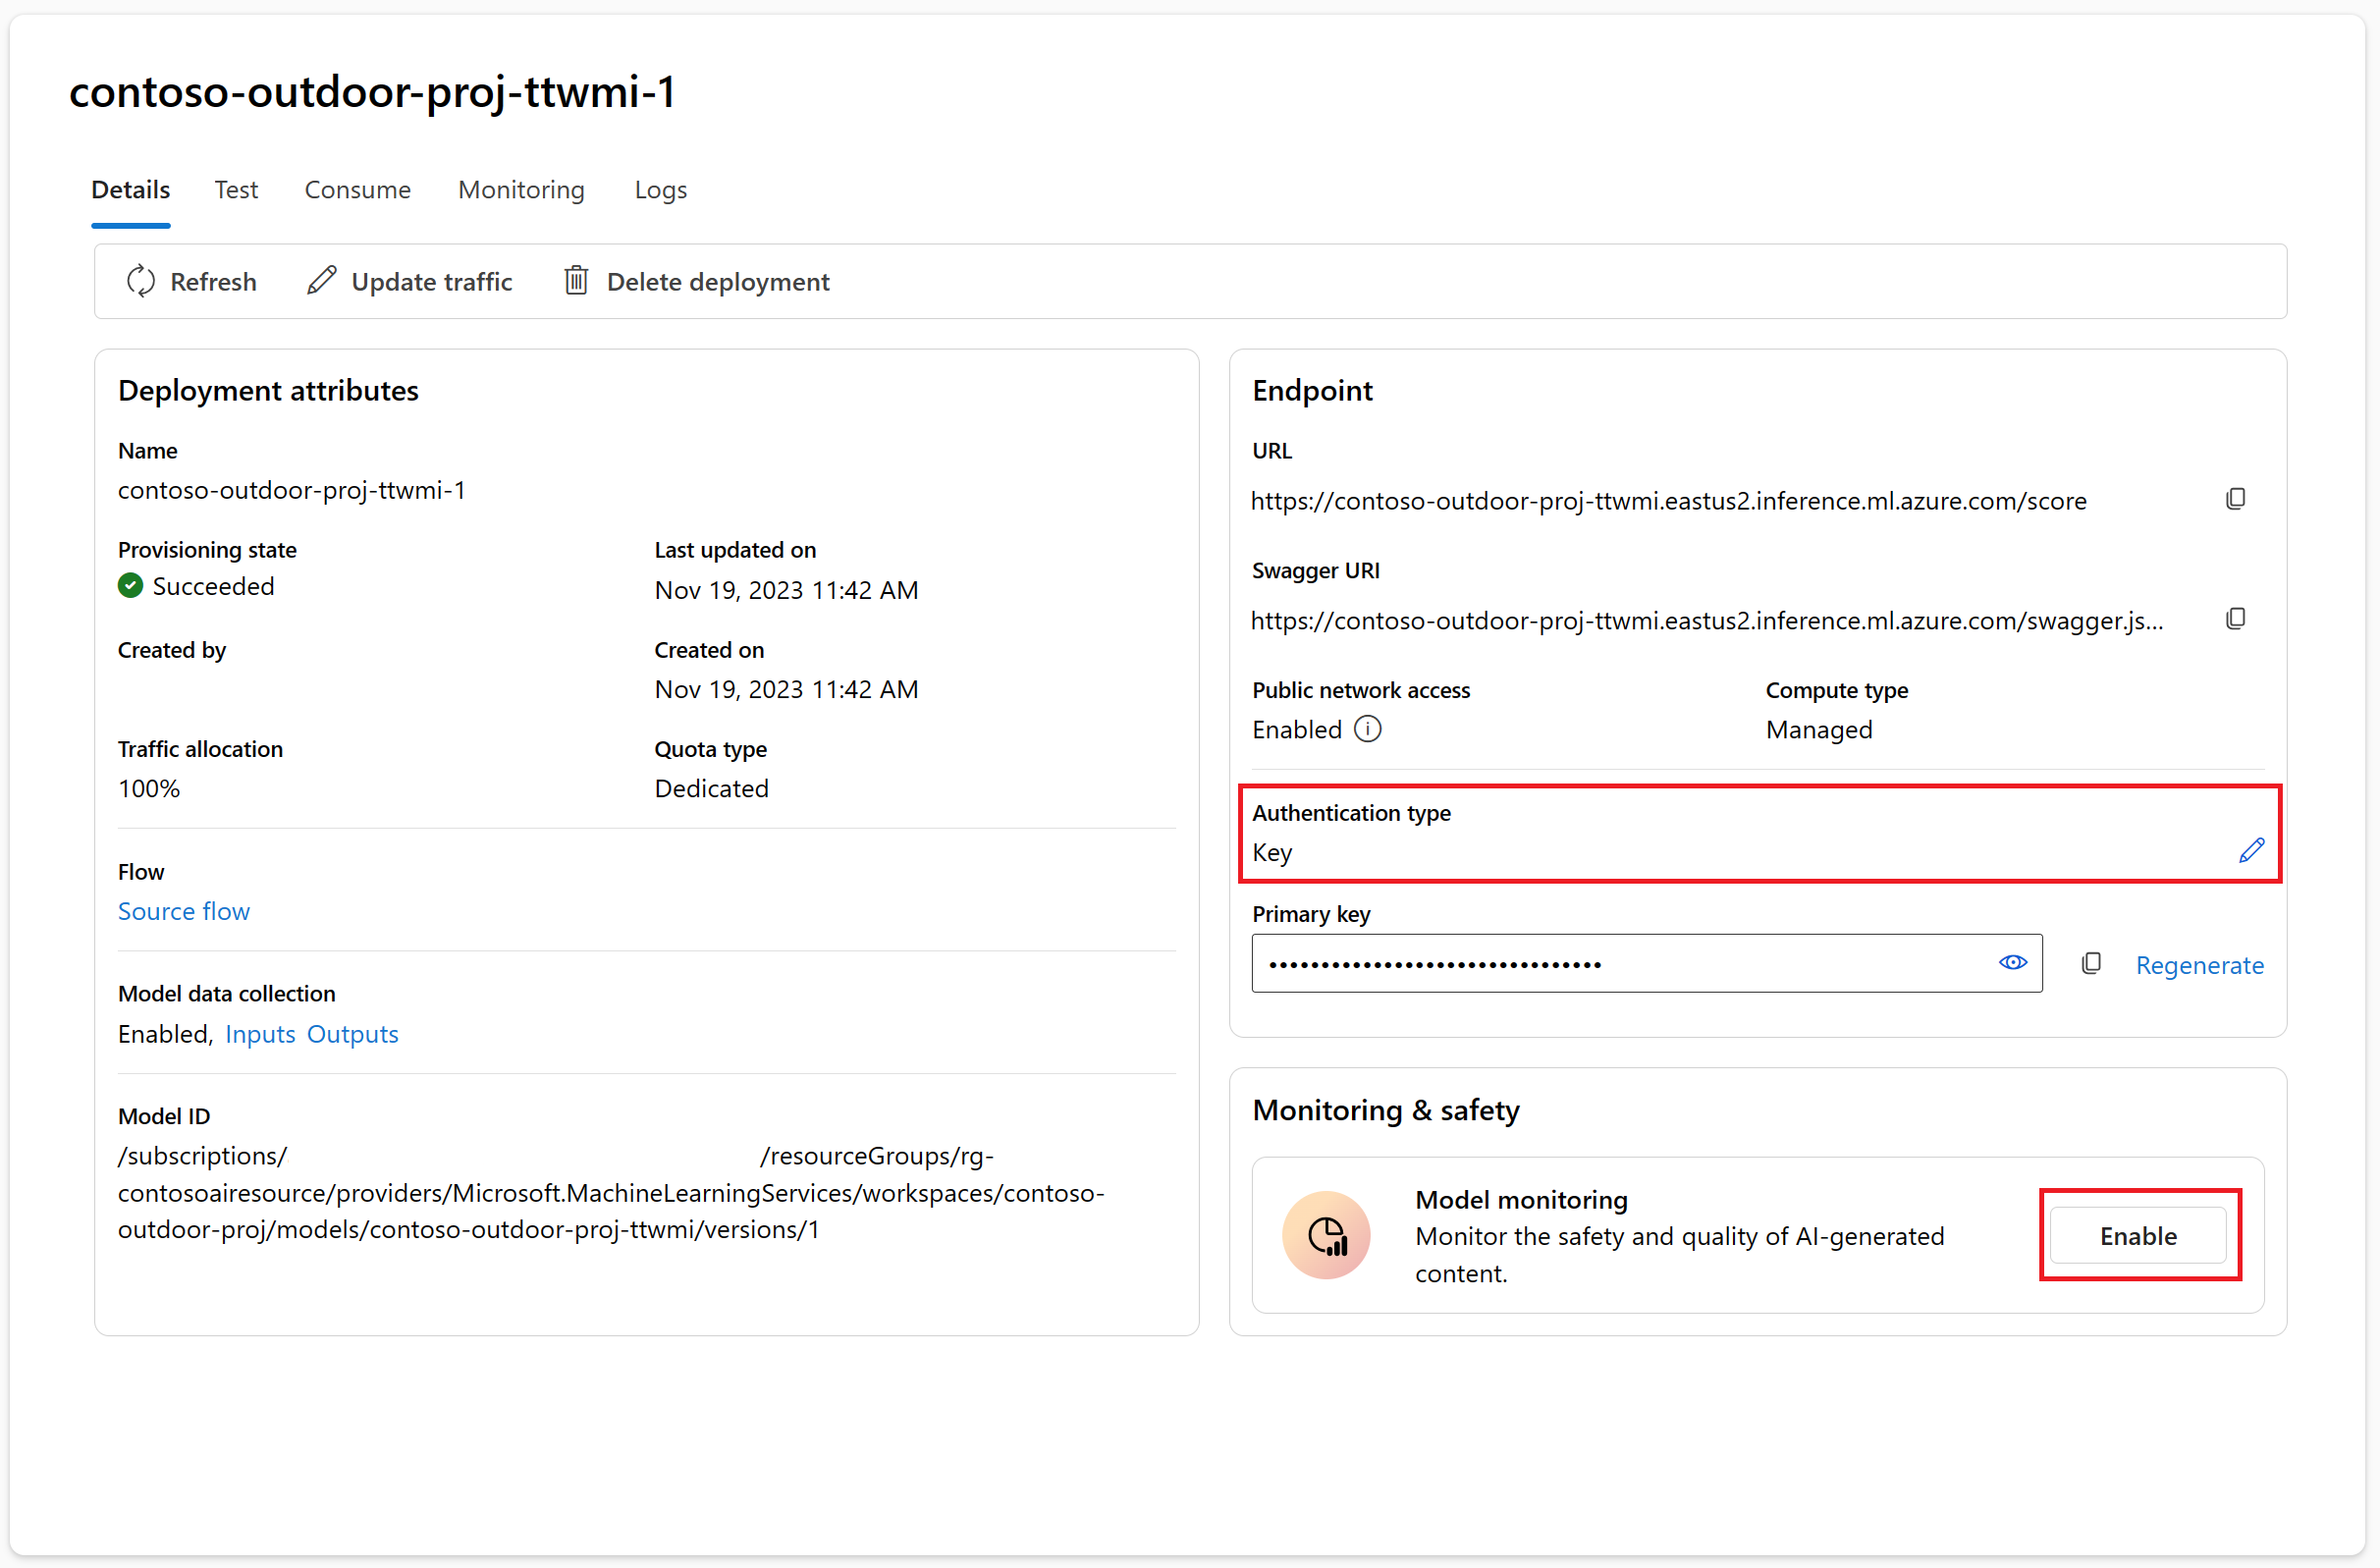 contoso-outdoor-proj-ttwmi-1
Details Test Consume Monitoring Logs
Refresh Update traffic Delete deployment
Deployment attributes
Name
contoso-outdoor-proj-ttwmi-1
Provisioning state Last updated on
Succeeded Nov 19, 2023 11:42 AM
Created by Created on
Nov 19, 2023 11:42 AM
Traffic allocation Quota type
100% Dedicated
Flow
Source flow
Model data collection
Enabled, Inputs Outputs
Model ID
/subscriptions/ /resourceGroups/rg-
contosoairesource/providers/Microsoft.MachineLearningServices/workspaces/contoso-
outdoor-proj/models/contoso-outdoor-proj-ttwmi/versions/1
Endpoint
URL
https://contoso-outdoor-proj-ttwmi.eastus2.inference.ml.azure.com/score
Swagger URI
https://contoso-outdoor-proj-ttwmi.eastus2.inference.ml.azure.com/swagger.js...
Public network access Compute type
Enabled Managed
Authentication type
Key
Primary key
••••••••••••••••••••••••••••••••
Regenerate
Monitoring & safety
Model monitoring
Monitor the safety and quality of AI-generated
content.
Enable